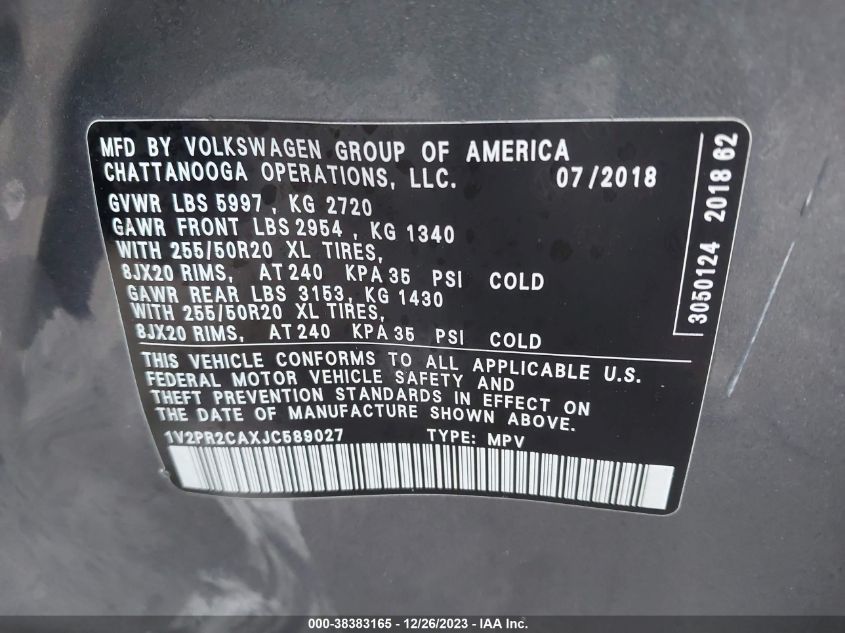 MFD BY VOLKSWAGEN GROUP OF AMERICA
CHATTANOOGA OPERATIONS, LLC. 07/2018
GVWR LBS 5997, KG 2720
GAWR FRONT LBS 2954, KG 1340
WITH 255/50R20 XL TIRES,
8JX20 RIMS, AT 240 KPA 35 PSI COLD
GAWR REAR LBS 3153, KG 1430
WITH 255/50R20 XL TIRES,
8JX20 RIMS, AT 240 KPA 35 PSI COLD
THIS VEHICLE CONFORMS TO ALL APPLICABLE U.S.
FEDERAL MOTOR VEHICLE SAFETY AND
THEFT PREVENTION STANDARDS IN EFFECT ON
THE DATE OF MANUFACTURE SHOWN ABOVE.
1V2PR2CAXJC589027 TYPE: MPV
3050124 2018 62
000-38383165 - 12/26/2023 - IAA Inc.